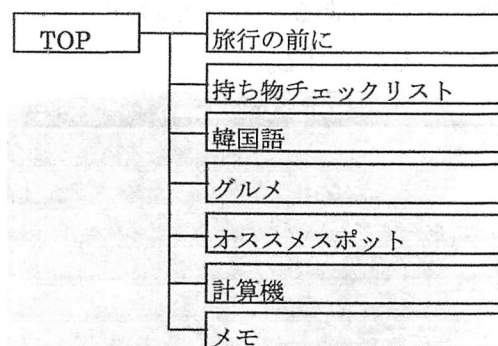 TOP
旅行の前に
持ち物チェックリスト
韓国語
グルメ
オススメスポット
計算機
メモ